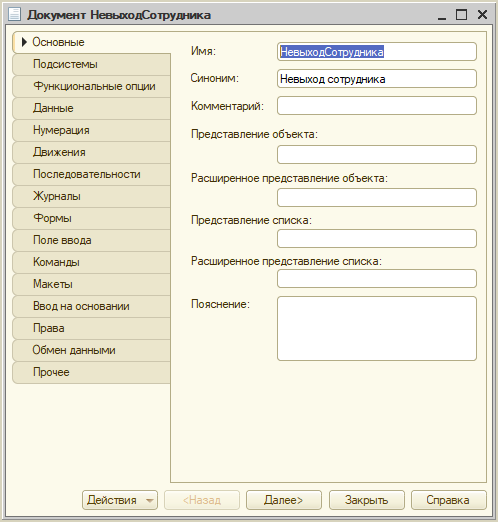 Документ НевыходСотрудника
Основные
Подсистемы
Функциональные опции
Данные
Нумерация
Движения
Последовательности
Журналы
Формы
Поле ввода
Команды
Макеты
Ввод на основании
Права
Обмен данными
Прочее
Имя: НевыходСотрудника
Синоним: Невыход сотрудника
Комментарий:
Представление объекта:
Расширенное представление объекта:
Представление списка:
Расширенное представление списка:
Пояснение:
Действия <Назад Далее> Закрыть Справка